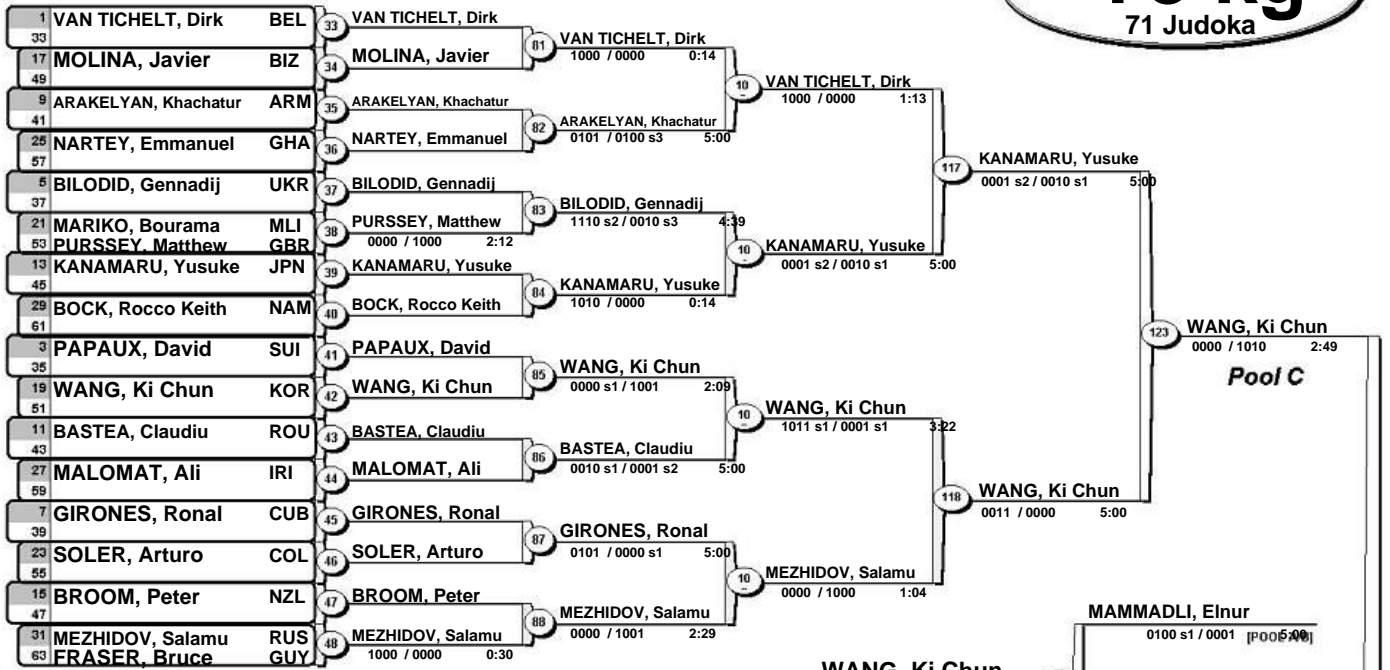 71 Judoka
1 VAN TICHELT, Dirk BEL
33
17 MOLINA, Javier BIZ
49
9 ARAKELYAN, Khachatur ARM
41
25 NARTEY, Emmanuel GHA
57
5 BILODID, Gennadij UKR
37
21 MARIKO, Bourama MLI
53 PURSSEY, Matthew GBR
13 KANAMARU, Yusuke JPN
45
29 BOCK, Rocco Keith NAM
61
3 PAPAUX, David SUI
35
19 WANG, Ki Chun KOR
51
11 BASTEA, Claudiu ROU
43
27 MALOMAT, Ali IRI
59
7 GIRONES, Ronal CUB
39
23 SOLER, Arturo COL
55
15 BROOM, Peter NZL
47
31 MEZHIDOV, Salamu RUS
63 FRASER, Bruce GUY
33 VAN TICHELT, Dirk
34 MOLINA, Javier
35 ARAKELYAN, Khachatur
36 NARTEY, Emmanuel
37 BILODID, Gennadij
38 PURSSEY, Matthew
0000 / 1000 2:12
39 KANAMARU, Yusuke
40 BOCK, Rocco Keith
41 PAPAUX, David
42 WANG, Ki Chun
43 BASTEA, Claudiu
44 MALOMAT, Ali
45 GIRONES, Ronal
46 SOLER, Arturo
47 BROOM, Peter
48 MEZHIDOV, Salamu
1000 / 0000 0:30
81 VAN TICHELT, Dirk
1000 / 0000 0:14
82 ARAKELYAN, Khachatur
0101 / 0100 s3 5:00
83 BILODID, Gennadij
1110 s2 / 0010 s3 4:39
84 KANAMARU, Yusuke
1010 / 0000 0:14
85 WANG, Ki Chun
0000 s1 / 1001 2:09
86 BASTEA, Claudiu
0010 s1 / 0001 s2 5:00
87 GIRONES, Ronal
0101 / 0000 s1 5:00
88 MEZHIDOV, Salamu
0000 / 1001 2:29
10 VAN TICHELT, Dirk
1000 / 0000 1:13
10 KANAMARU, Yusuke
0001 s2 / 0010 s1 5:00
10 WANG, Ki Chun
1011 s1 / 0001 s1 3:22
10 MEZHIDOV, Salamu
0000 / 1000 1:04
117 KANAMARU, Yusuke
0001 s2 / 0010 s1 5:00
118 WANG, Ki Chun
0011 / 0000 5:00
123 WANG, Ki Chun
0000 / 1010 2:49
Pool C
MAMMADLI, Elnur
0100 s1 / 0001 5:00
WANG, Ki Chun